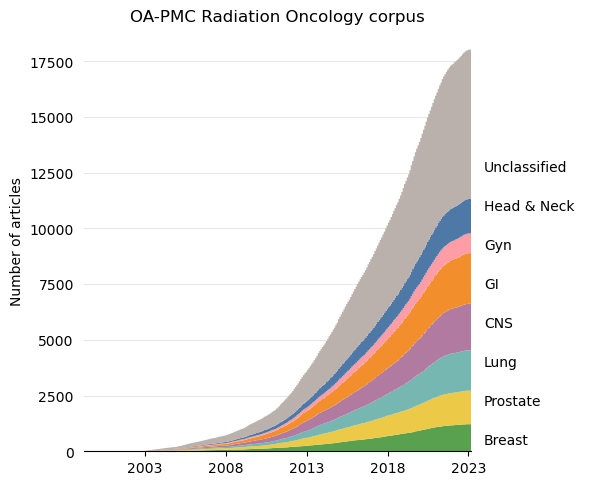 OA-PMC Radiation Oncology corpus
Number of articles
17500
15000
12500
10000
7500
5000
2500
0
Unclassified
Head & Neck
Gyn
GI
CNS
Lung
Prostate
Breast
2003 2008 2013 2018 2023